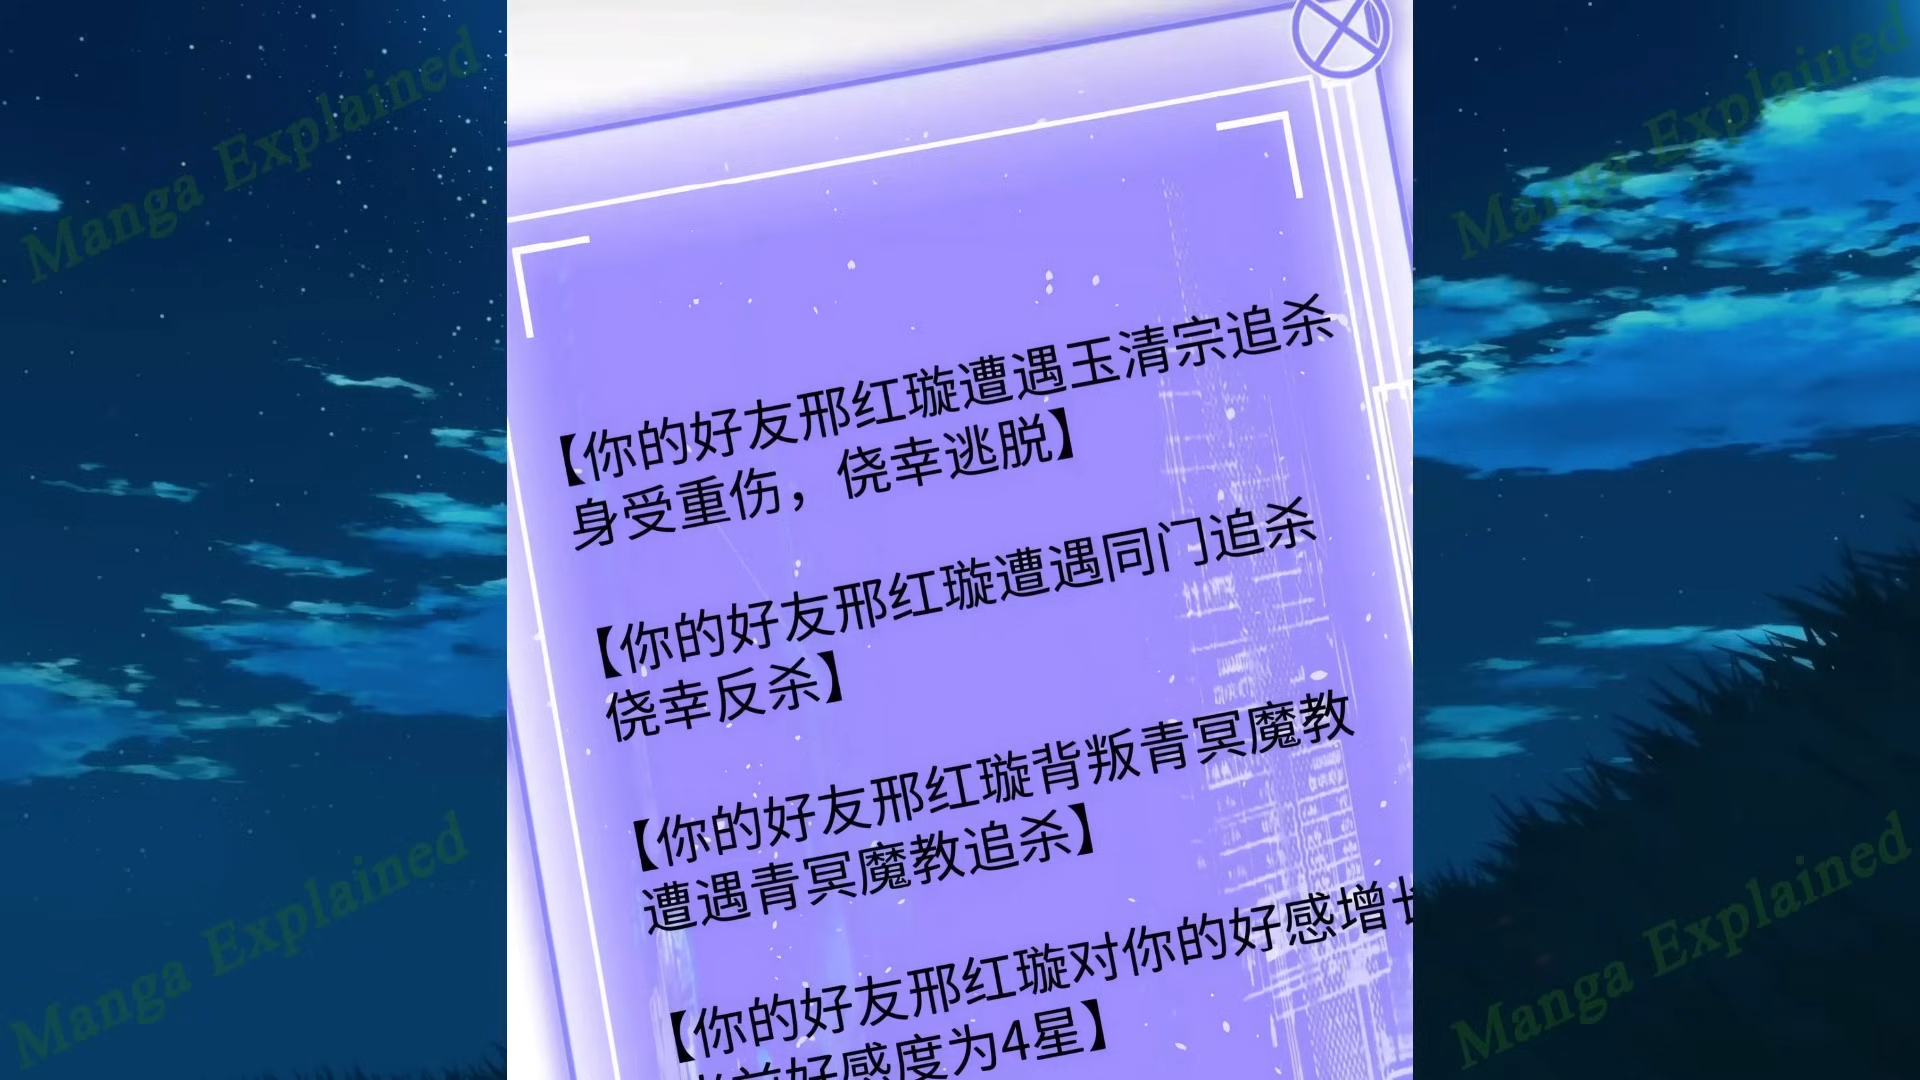 【你的好友邢红璇遭遇玉清宗追杀
身受重伤，侥幸逃脱】
【你的好友邢红璇遭遇同门追杀
侥幸反杀】
【你的好友邢红璇背叛青冥魔教
遭遇青冥魔教追杀】
【你的好友邢红璇对你的好感增长
当前好感度为4星】
Manga Explained
Manga Explained
Manga Explained
Manga Explained